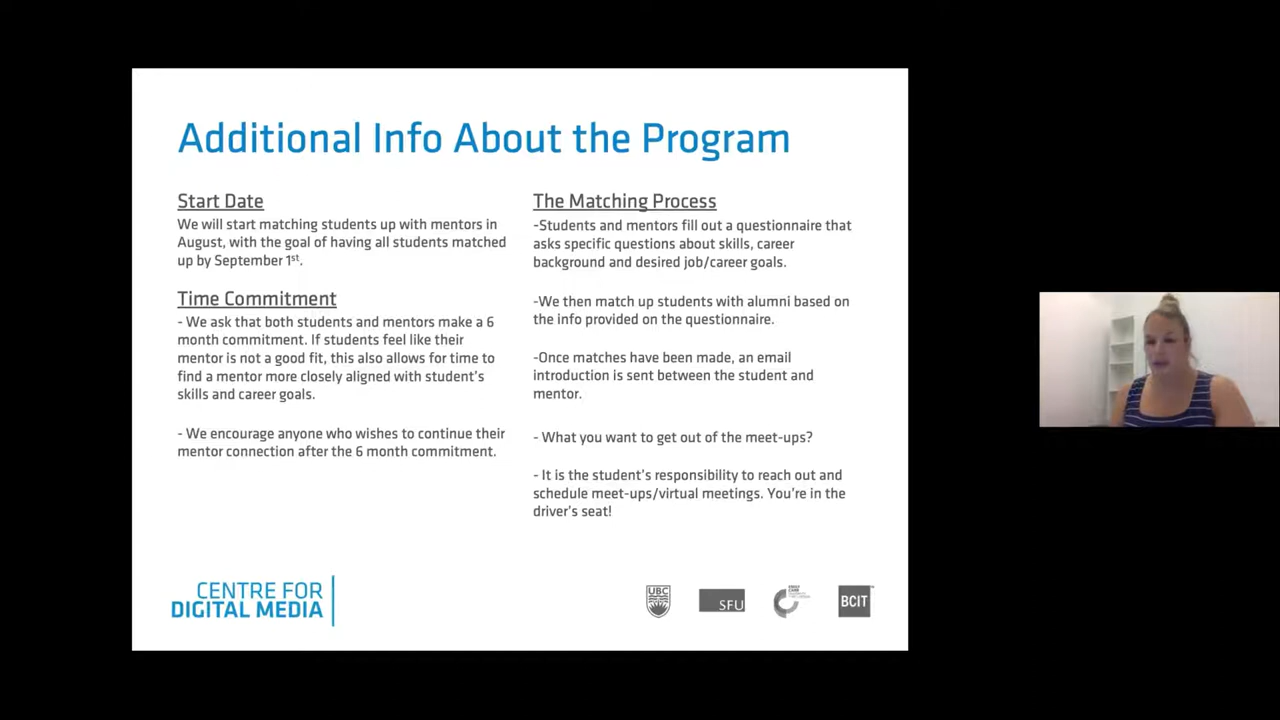 Additional Info About the Program
Start Date
We will start matching students up with mentors in
August, with the goal of having all students matched
up by September 1st.
Time Commitment
- We ask that both students and mentors make a 6
month commitment. If students feel like their
mentor is not a good fit, this also allows for time to
find a mentor more closely aligned with student's
skills and career goals.
- We encourage anyone who wishes to continue their
mentor connection after the 6 month commitment.
The Matching Process
-Students and mentors fill out a questionnaire that
asks specific questions about skills, career
background and desired job/career goals.
-We then match up students with alumni based on
the info provided on the questionnaire.
-Once matches have been made, an email
introduction is sent between the student and
mentor.
- What you want to get out of the meet-ups?
- It is the student's responsibility to reach out and
schedule meet-ups/virtual meetings. You're in the
driver's seat!
CENTRE FOR
DIGITAL MEDIA
UBC
SFU
BCIT